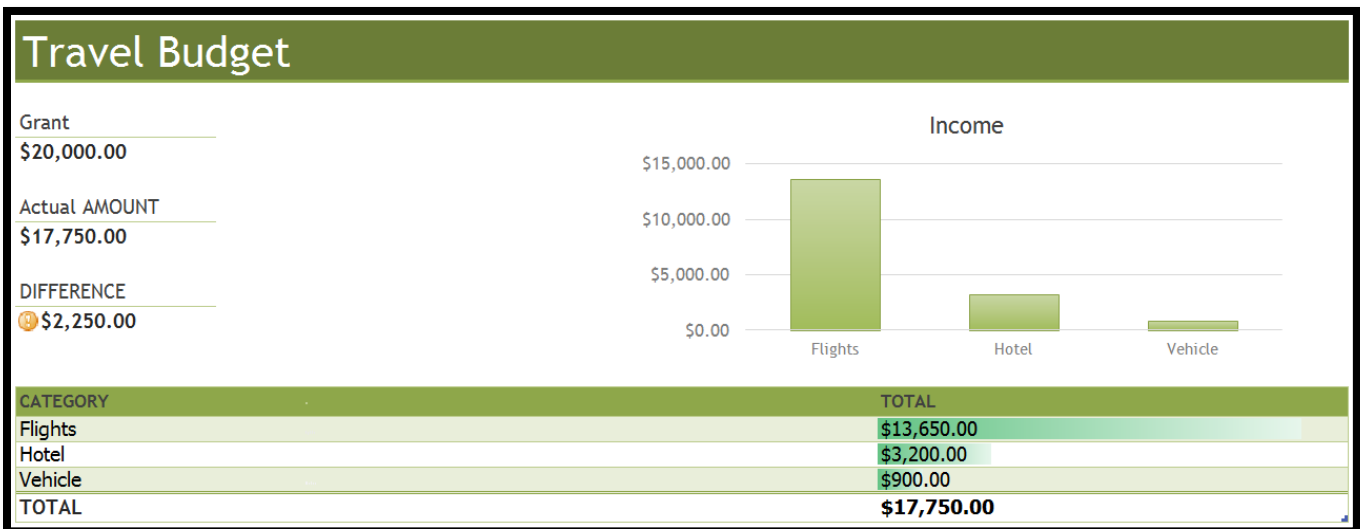 Travel Budget
Grant
$20,000.00
Actual AMOUNT
$17,750.00
DIFFERENCE
$2,250.00
Income
$15,000.00
$10,000.00
$5,000.00
$0.00
Flights Hotel Vehicle
CATEGORY TOTAL
Flights $13,650.00
Hotel $3,200.00
Vehicle $900.00
TOTAL $17,750.00